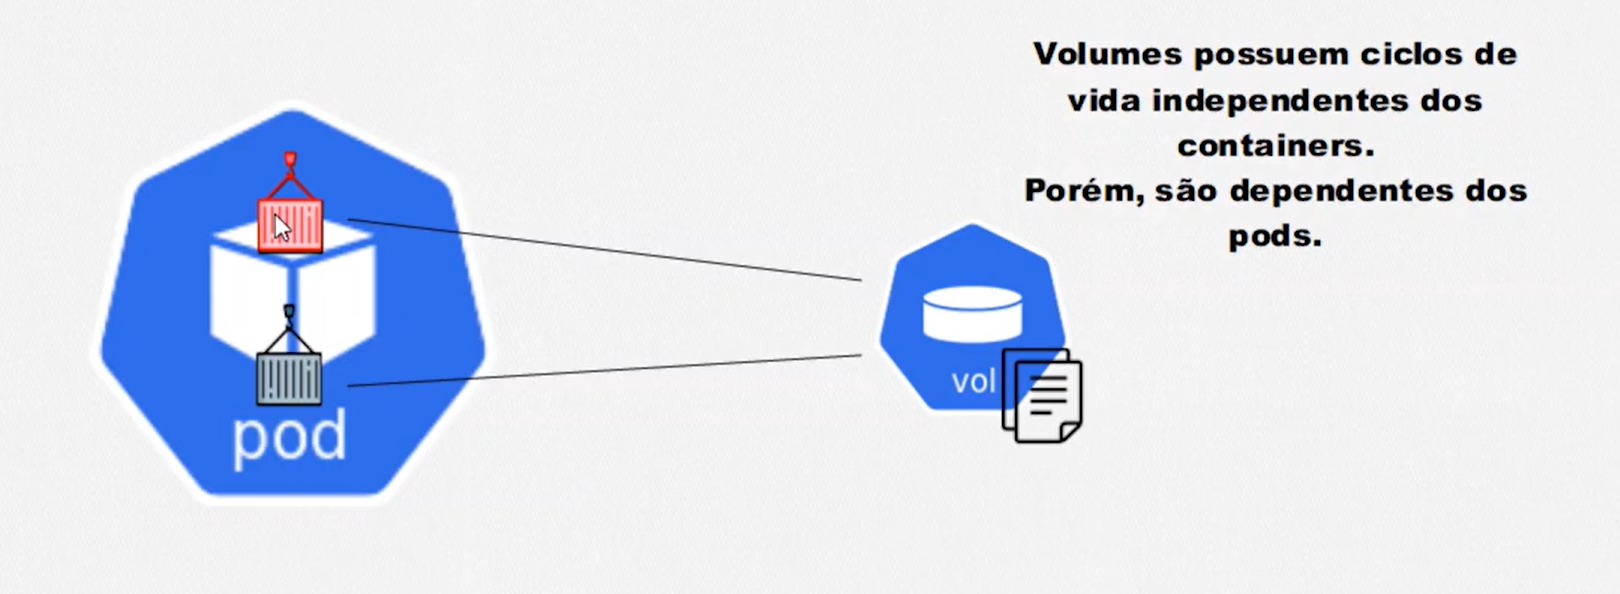 Volumes possuem ciclos de
vida independentes dos
containers.
Porém, são dependentes dos
pods.
vol
pod